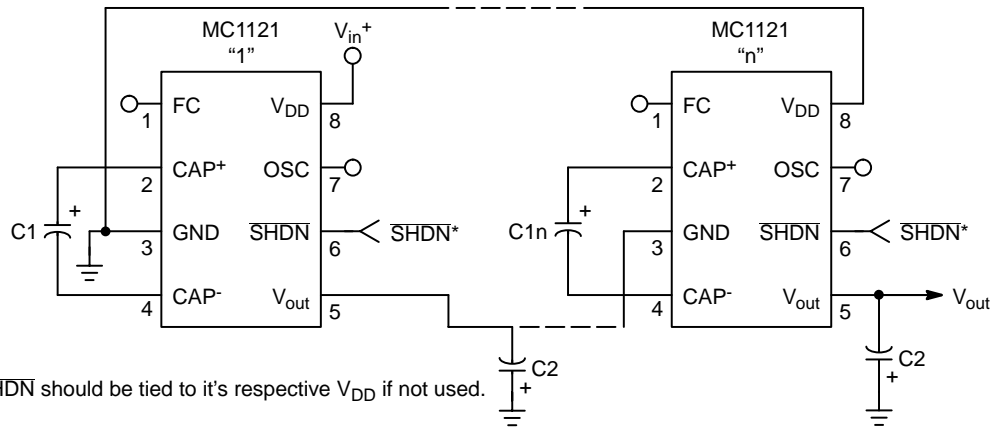 MC1121
“1”
V_in+
FC
V_DD
1
8
CAP+
OSC
2
7
C1
+
GND
SHDN
SHDN*
3
6
CAP-
V_out
4
5
C2
+
MC1121
“n”
FC
V_DD
1
8
CAP+
OSC
2
7
C1n
+
GND
SHDN
SHDN*
3
6
CAP-
V_out
4
5
V_out
C2
+
HDN should be tied to it's respective V_DD if not used.